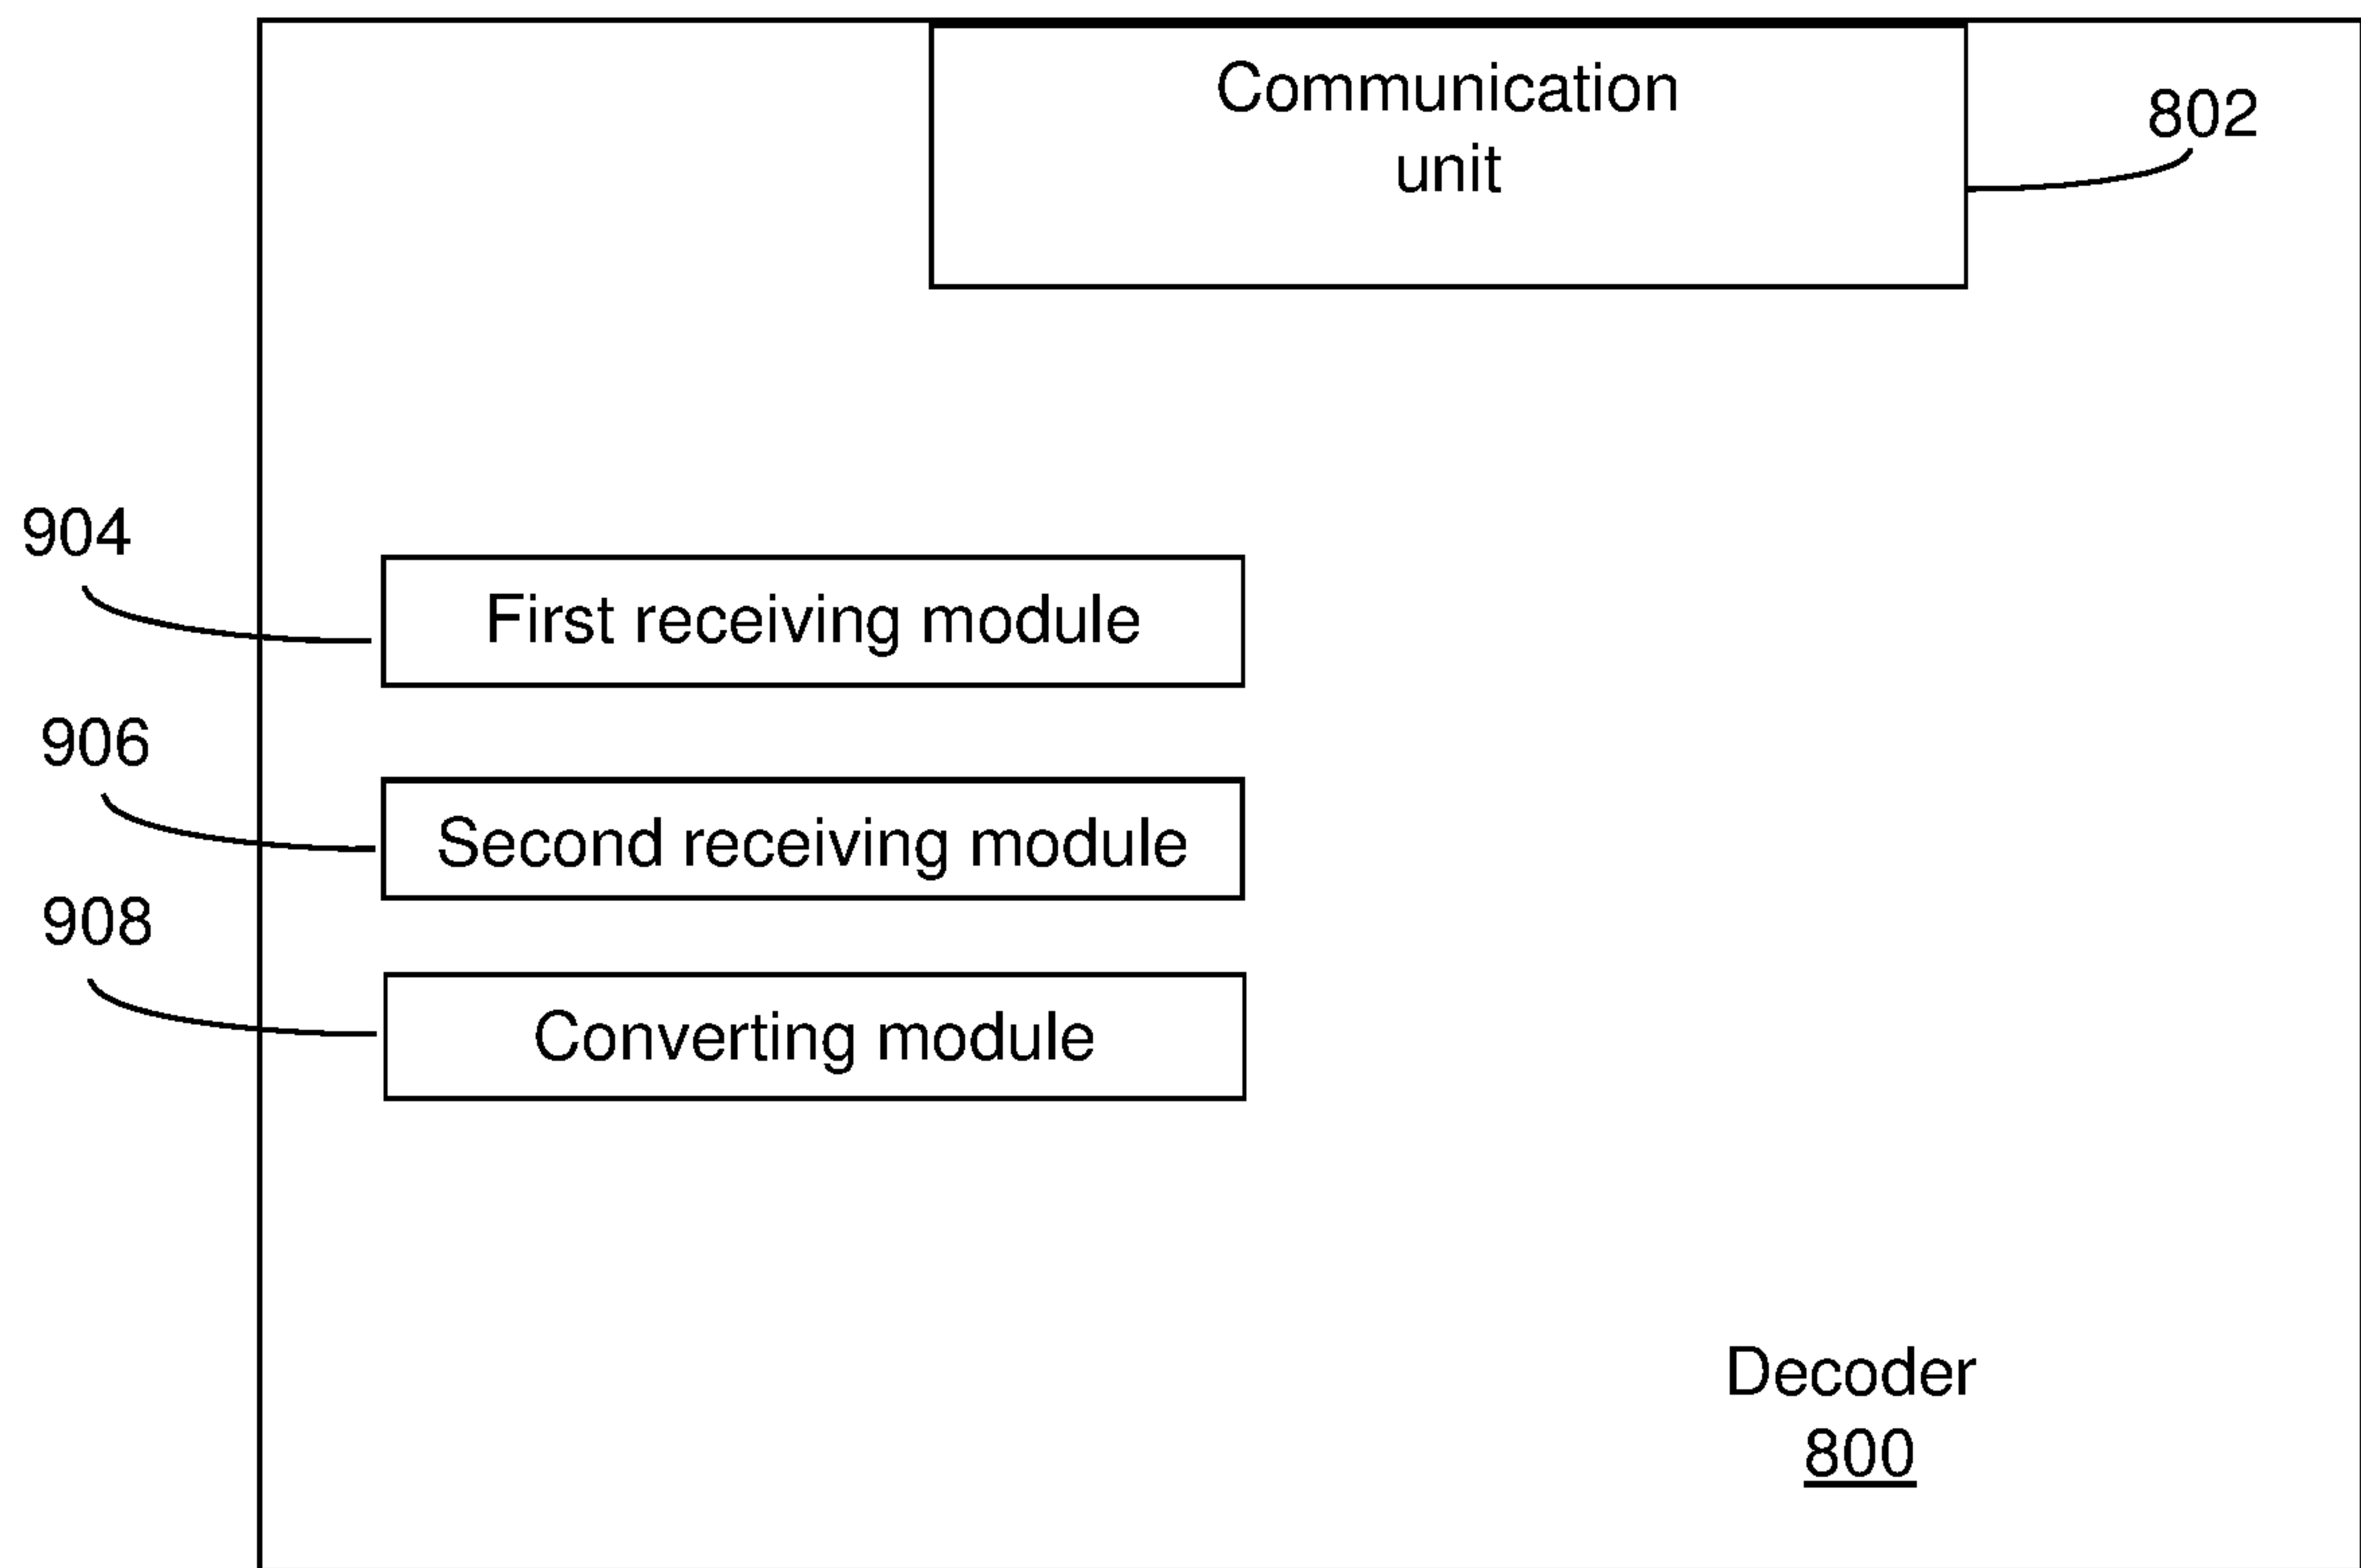 Communication
unit
802
904
First receiving module
906
Second receiving module
908
Converting module
Decoder
800